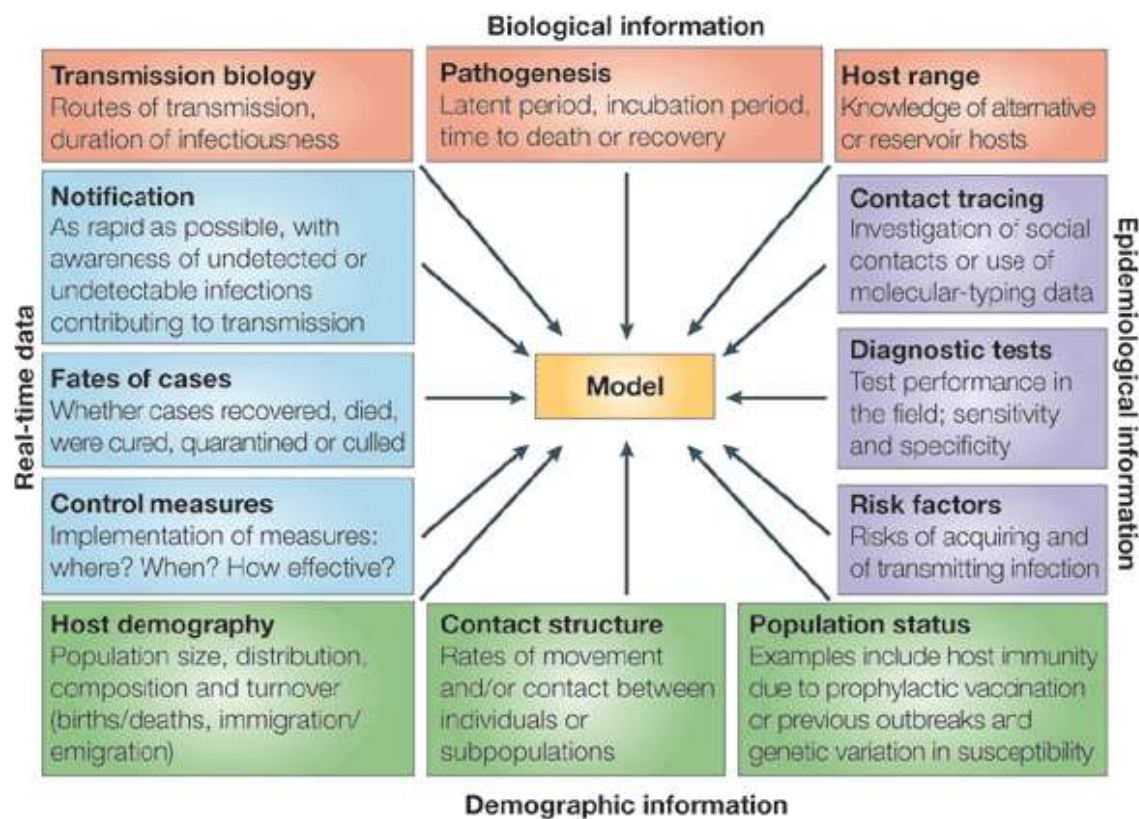 Biological information
Transmission biology
Routes of transmission,
duration of infectiousness
Pathogenesis
Latent period, incubation period,
time to death or recovery
Host range
Knowledge of alternative
or reservoir hosts
Real-time data
Notification
As rapid as possible, with
awareness of undetected or
undetectable infections
contributing to transmission
Fates of cases
Whether cases recovered, died,
were cured, quarantined or culled
Control measures
Implementation of measures:
where? When? How effective?
Model
Contact tracing
Investigation of social
contacts or use of
molecular-typing data
Diagnostic tests
Test performance in
the field; sensitivity
and specificity
Risk factors
Risks of acquiring and
of transmitting infection
Epidemiological information
Host demography
Population size, distribution,
composition and turnover
(births/deaths, immigration/
emigration)
Contact structure
Rates of movement
and/or contact between
individuals or
subpopulations
Population status
Examples include host immunity
due to prophylactic vaccination
or previous outbreaks and
genetic variation in susceptibility
Demographic information